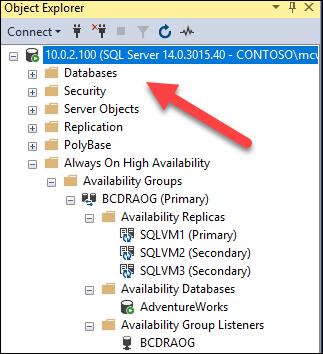 Object Explorer
Connect
10.0.2.100 (SQL Server 14.0.3015.40 - CONTOSO\mcw
Databases
Security
Server Objects
Replication
PolyBase
Always On High Availability
Availability Groups
BCDRAOG (Primary)
Availability Replicas
SQLVM1 (Primary)
SQLVM2 (Secondary)
SQLVM3 (Secondary)
Availability Databases
AdventureWorks
Availability Group Listeners
BCDRAOG